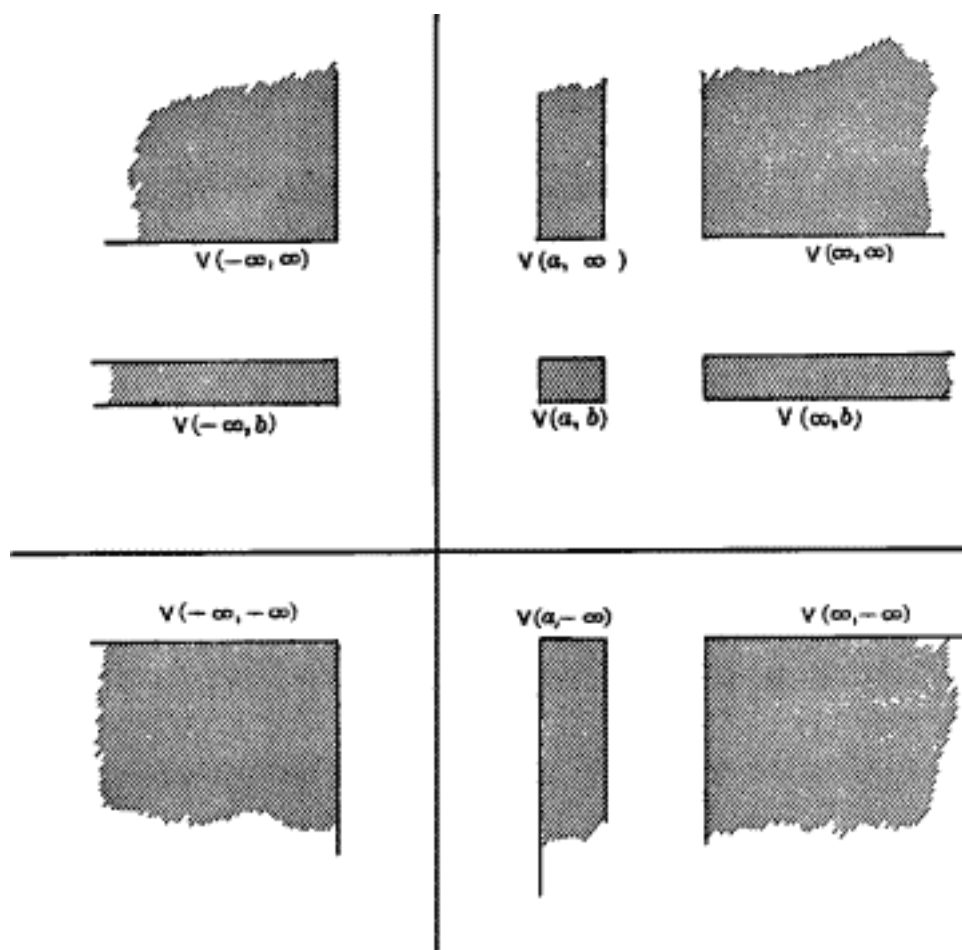 V(−∞, ∞)
V(a, ∞ )
V(∞, ∞)
V(−∞, b)
V(a, b)
V(∞, b)
V(−∞, −∞)
V(a, −∞)
V(∞, −∞)